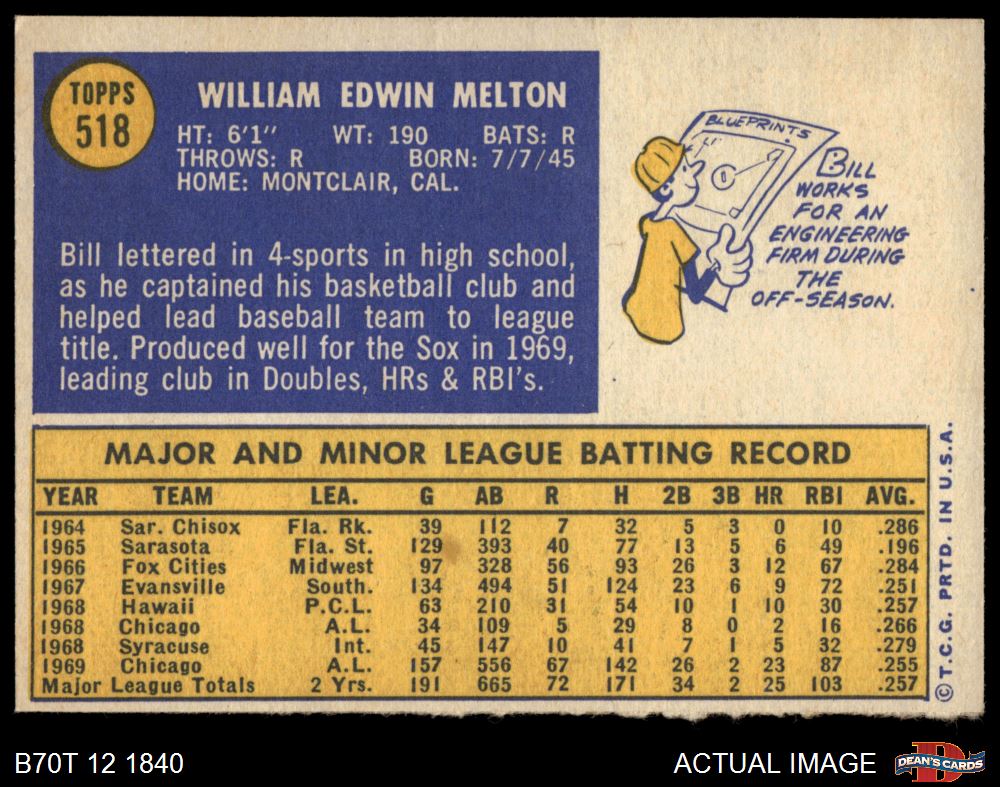 TOPPS
518
WILLIAM EDWIN MELTON
HT: 6'1" WT: 190 BATS: R
THROWS: R BORN: 7/7/45
HOME: MONTCLAIR, CAL.
Bill lettered in 4-sports in high school,
as he captained his basketball club and
helped lead baseball team to league
title. Produced well for the Sox in 1969,
leading club in Doubles, HRs & RBI's.
BLUEPRINTS
BILL
WORKS
FOR AN
ENGINEERING
FIRM DURING
THE
OFF-SEASON.
MAJOR AND MINOR LEAGUE BATTING RECORD
YEAR TEAM LEA. G AB R H 2B 3B HR RBI AVG.
1964 Sar. Chisox Fla. Rk. 39 112 7 32 5 3 0 10 .286
1965 Sarasota Fla. St. 129 393 40 77 13 5 6 49 .196
1966 Fox Cities Midwest 97 328 56 93 26 3 12 67 .284
1967 Evansville South. 134 494 51 124 23 6 9 72 .251
1968 Hawaii P.C.L. 63 210 31 54 10 1 10 30 .257
1968 Chicago A.L. 34 109 5 29 8 0 2 16 .266
1968 Syracuse Int. 45 147 10 41 7 1 5 32 .279
1969 Chicago A.L. 157 556 67 142 26 2 23 87 .255
Major League Totals 2 Yrs. 191 665 72 171 34 2 25 103 .257
© T.C.G. PRTD. IN U.S.A.
B70T 12 1840
ACTUAL IMAGE
DEAN'S CARDS